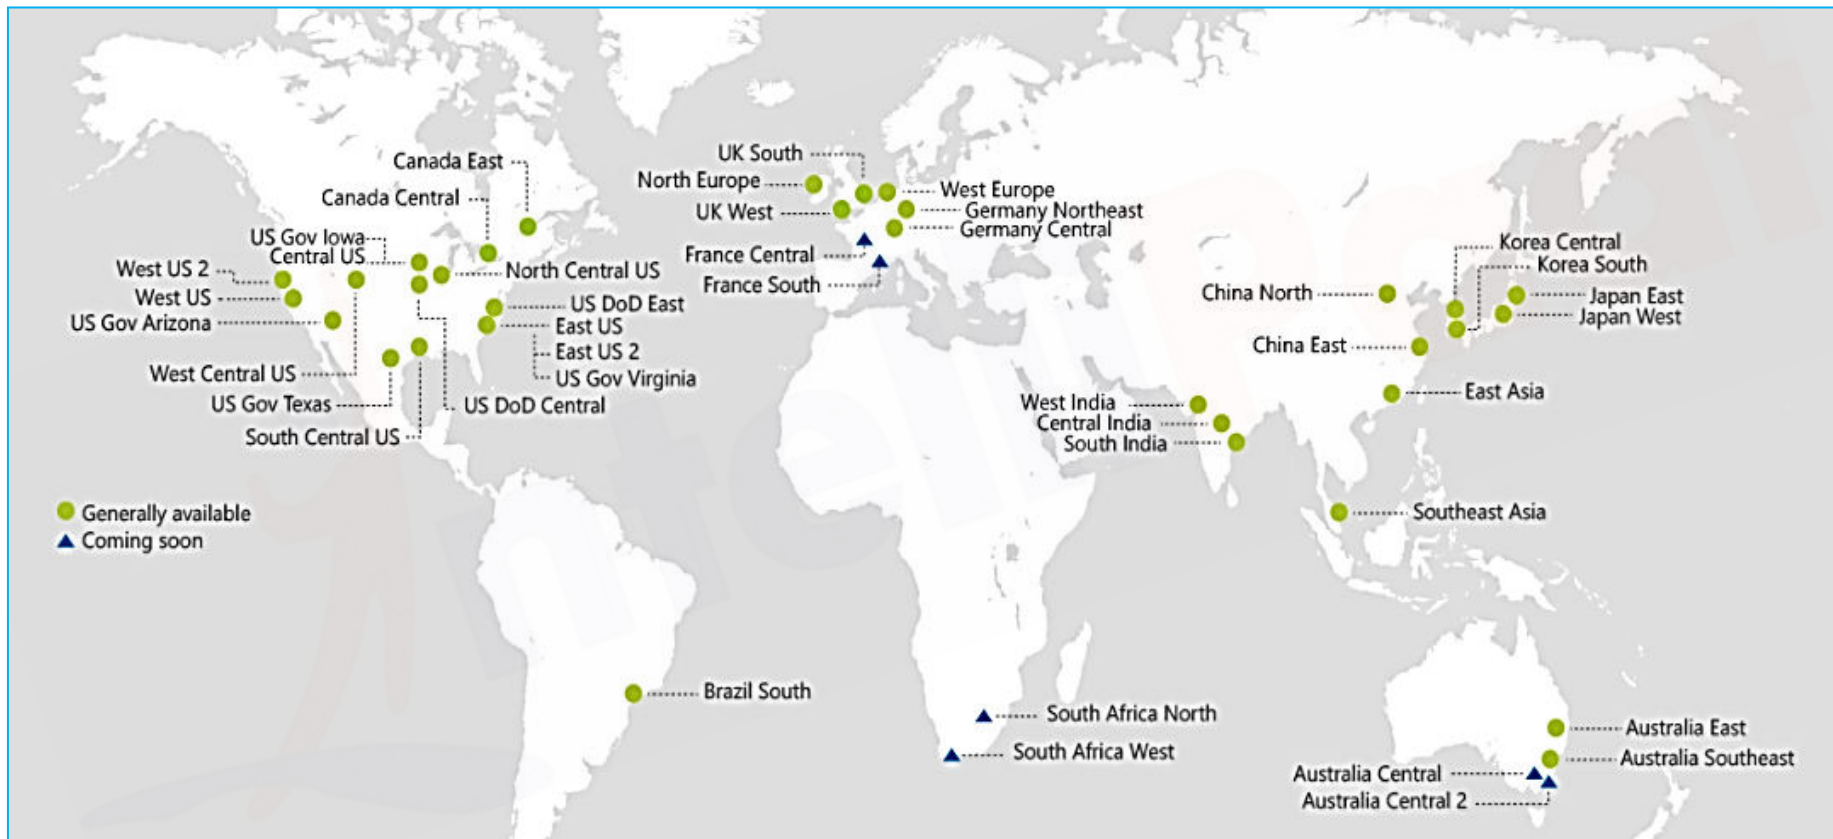 Canada East
Canada Central
US Gov Iowa
Central US
West US 2
West US
US Gov Arizona
North Central US
US DoD East
East US
East US 2
US Gov Virginia
West Central US
US Gov Texas
US DoD Central
South Central US
UK South
North Europe
UK West
West Europe
Germany Northeast
Germany Central
France Central
France South
Korea Central
Korea South
China North
Japan East
Japan West
China East
East Asia
West India
Central India
South India
Southeast Asia
Generally available
Coming soon
Brazil South
South Africa North
South Africa West
Australia East
Australia Southeast
Australia Central
Australia Central 2